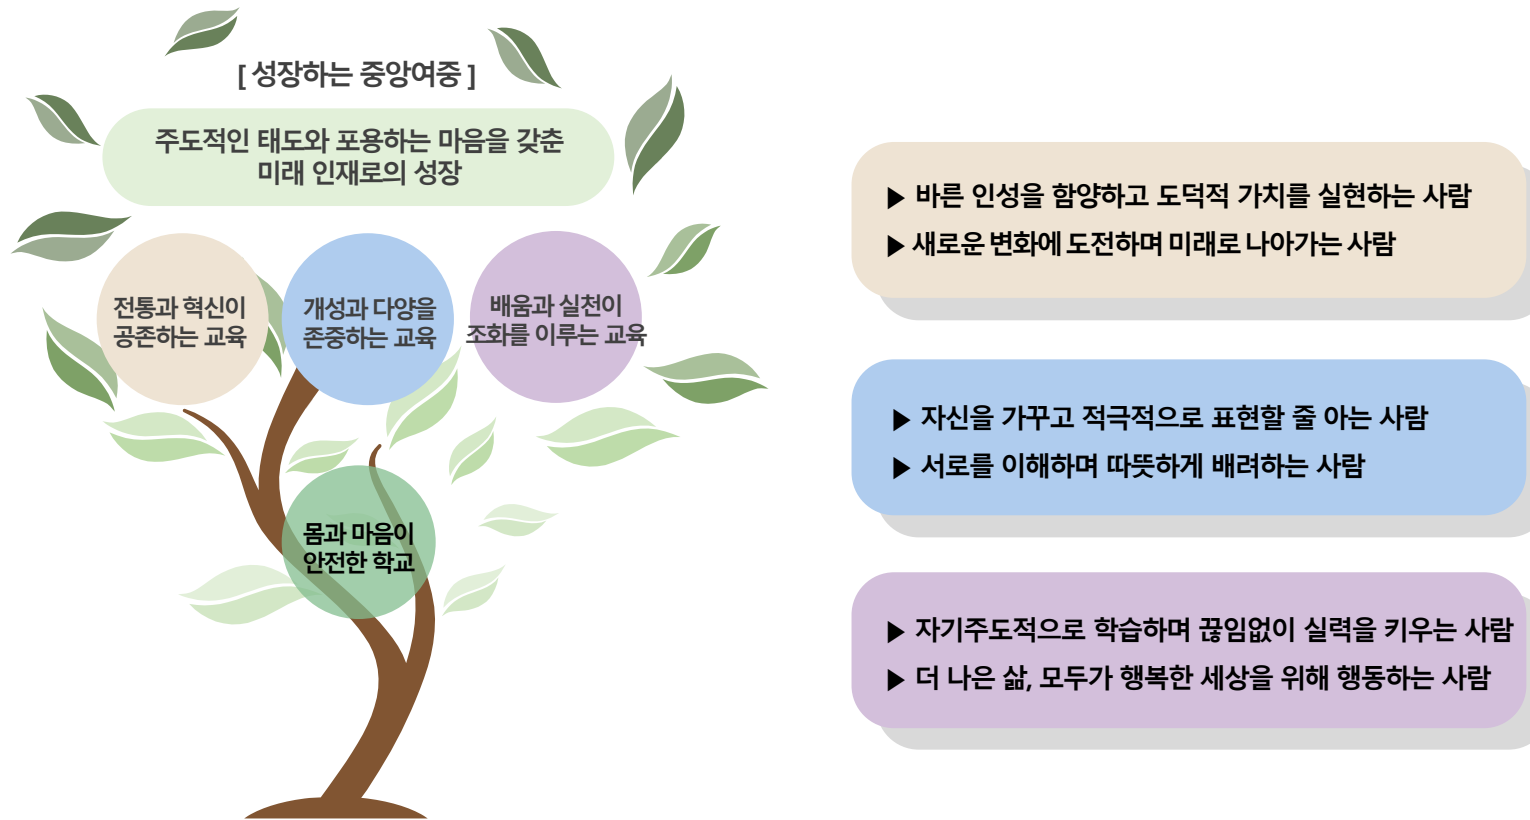 [ 성장하는 중앙여중 ]
주도적인 태도와 포용하는 마음을 갖춘
미래 인재로의 성장
전통과 혁신이
공존하는 교육
개성과 다양을
존중하는 교육
배움과 실천이
조화를 이루는 교육
몸과 마음이
안전한 학교
▶ 바른 인성을 함양하고 도덕적 가치를 실현하는 사람
▶ 새로운 변화에 도전하며 미래로 나아가는 사람
▶ 자신을 가꾸고 적극적으로 표현할 줄 아는 사람
▶ 서로를 이해하며 따뜻하게 배려하는 사람
▶ 자기주도적으로 학습하며 끊임없이 실력을 키우는 사람
▶ 더 나은 삶, 모두가 행복한 세상을 위해 행동하는 사람